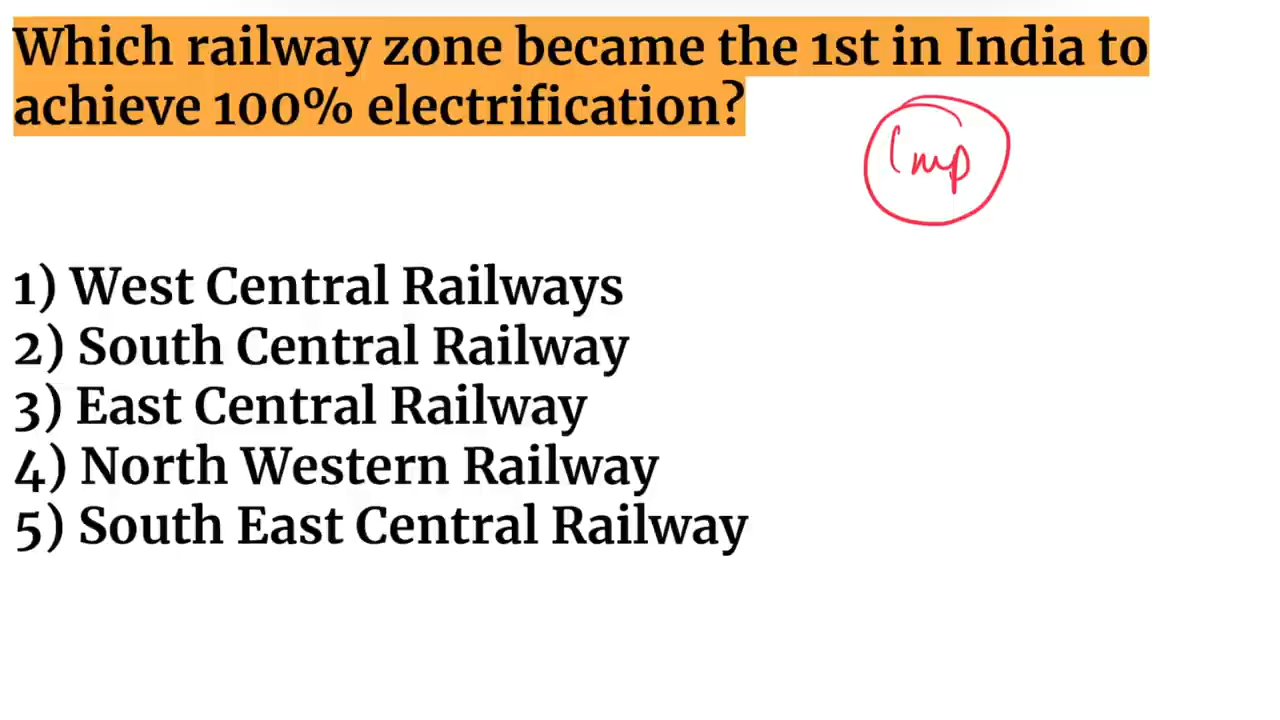 Which railway zone became the 1st in India to
achieve 100% electrification?
Imp
1) West Central Railways
2) South Central Railway
3) East Central Railway
4) North Western Railway
5) South East Central Railway